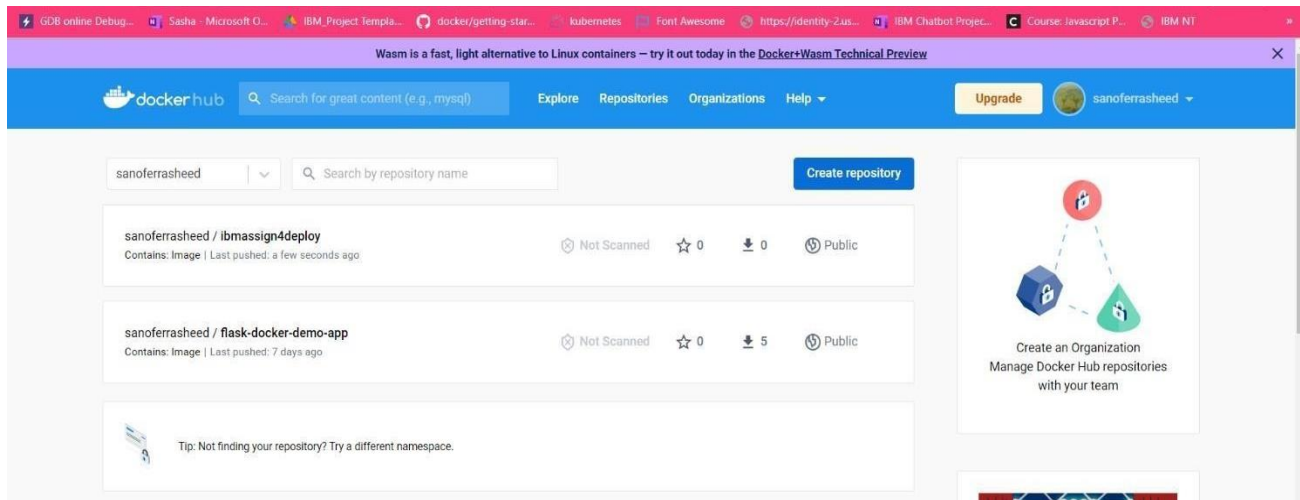 GDB online Debug... Sasha - Microsoft O... IBM_Project Templa... docker/getting-star... kubernetes Font Awesome https://identity-2.us... IBM Chatbot Projec... Course: Javascript P... IBM NT »
Wasm is a fast, light alternative to Linux containers — try it out today in the Docker+Wasm Technical Preview
dockerhub Search for great content (e.g., mysql) Explore Repositories Organizations Help Upgrade sanoferrasheed
sanoferrasheed Search by repository name Create repository
sanoferrasheed / ibmassign4deploy
Contains: Image | Last pushed: a few seconds ago
Not Scanned 0 0 Public
sanoferrasheed / flask-docker-demo-app
Contains: Image | Last pushed: 7 days ago
Not Scanned 0 5 Public
Tip: Not finding your repository? Try a different namespace.
Create an Organization
Manage Docker Hub repositories
with your team